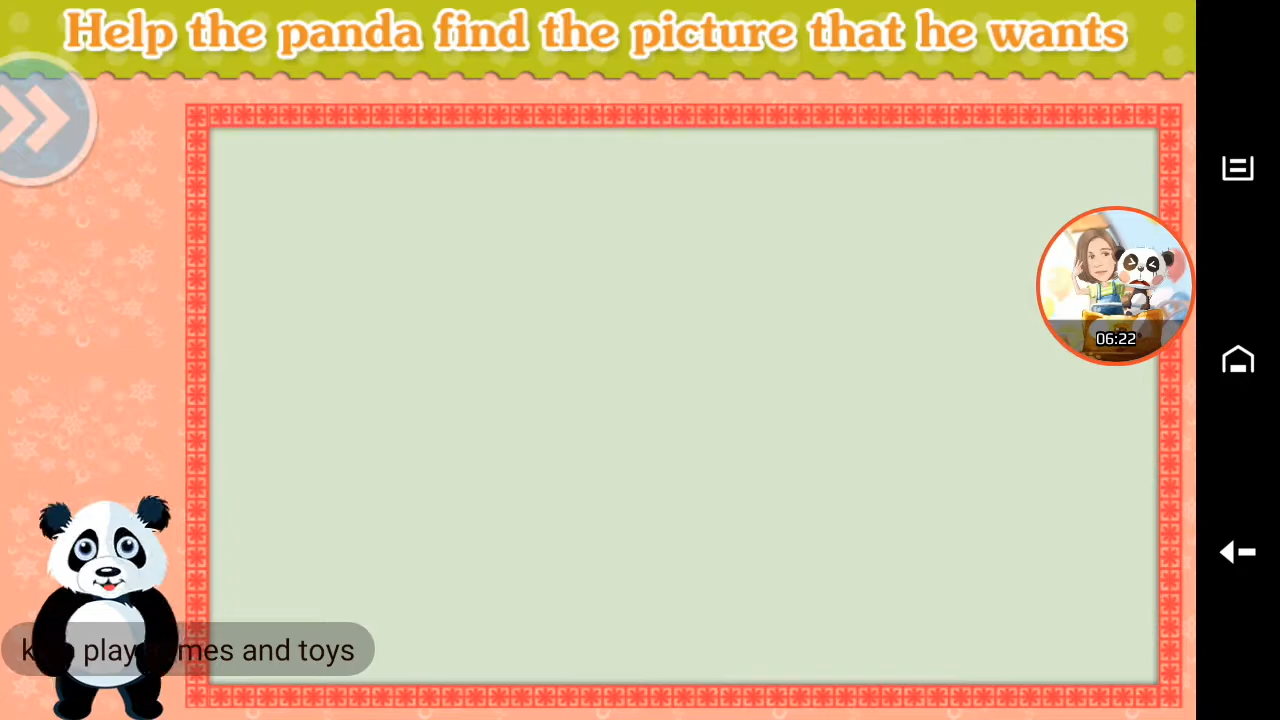 Help the panda find the picture that he wants
06:22
play
mes and toys